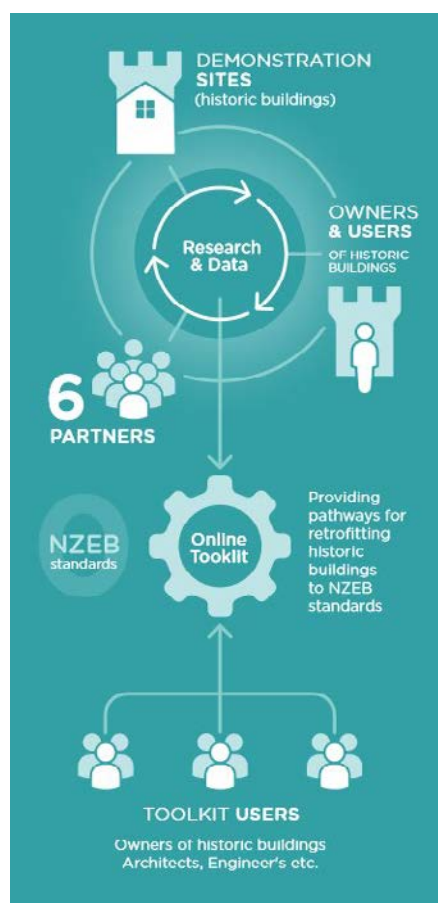 DEMONSTRATION
SITES
(historic buildings)
OWNERS
& USERS
OF HISTORIC
BUILDINGS
Research
& Data
6
PARTNERS
NZEB
standards
Online
Tooklit
Providing
pathways for
retrofitting
historic
buildings
to NZEB
standards
TOOLKIT USERS
Owners of historic buildings
Architects, Engineer's etc.